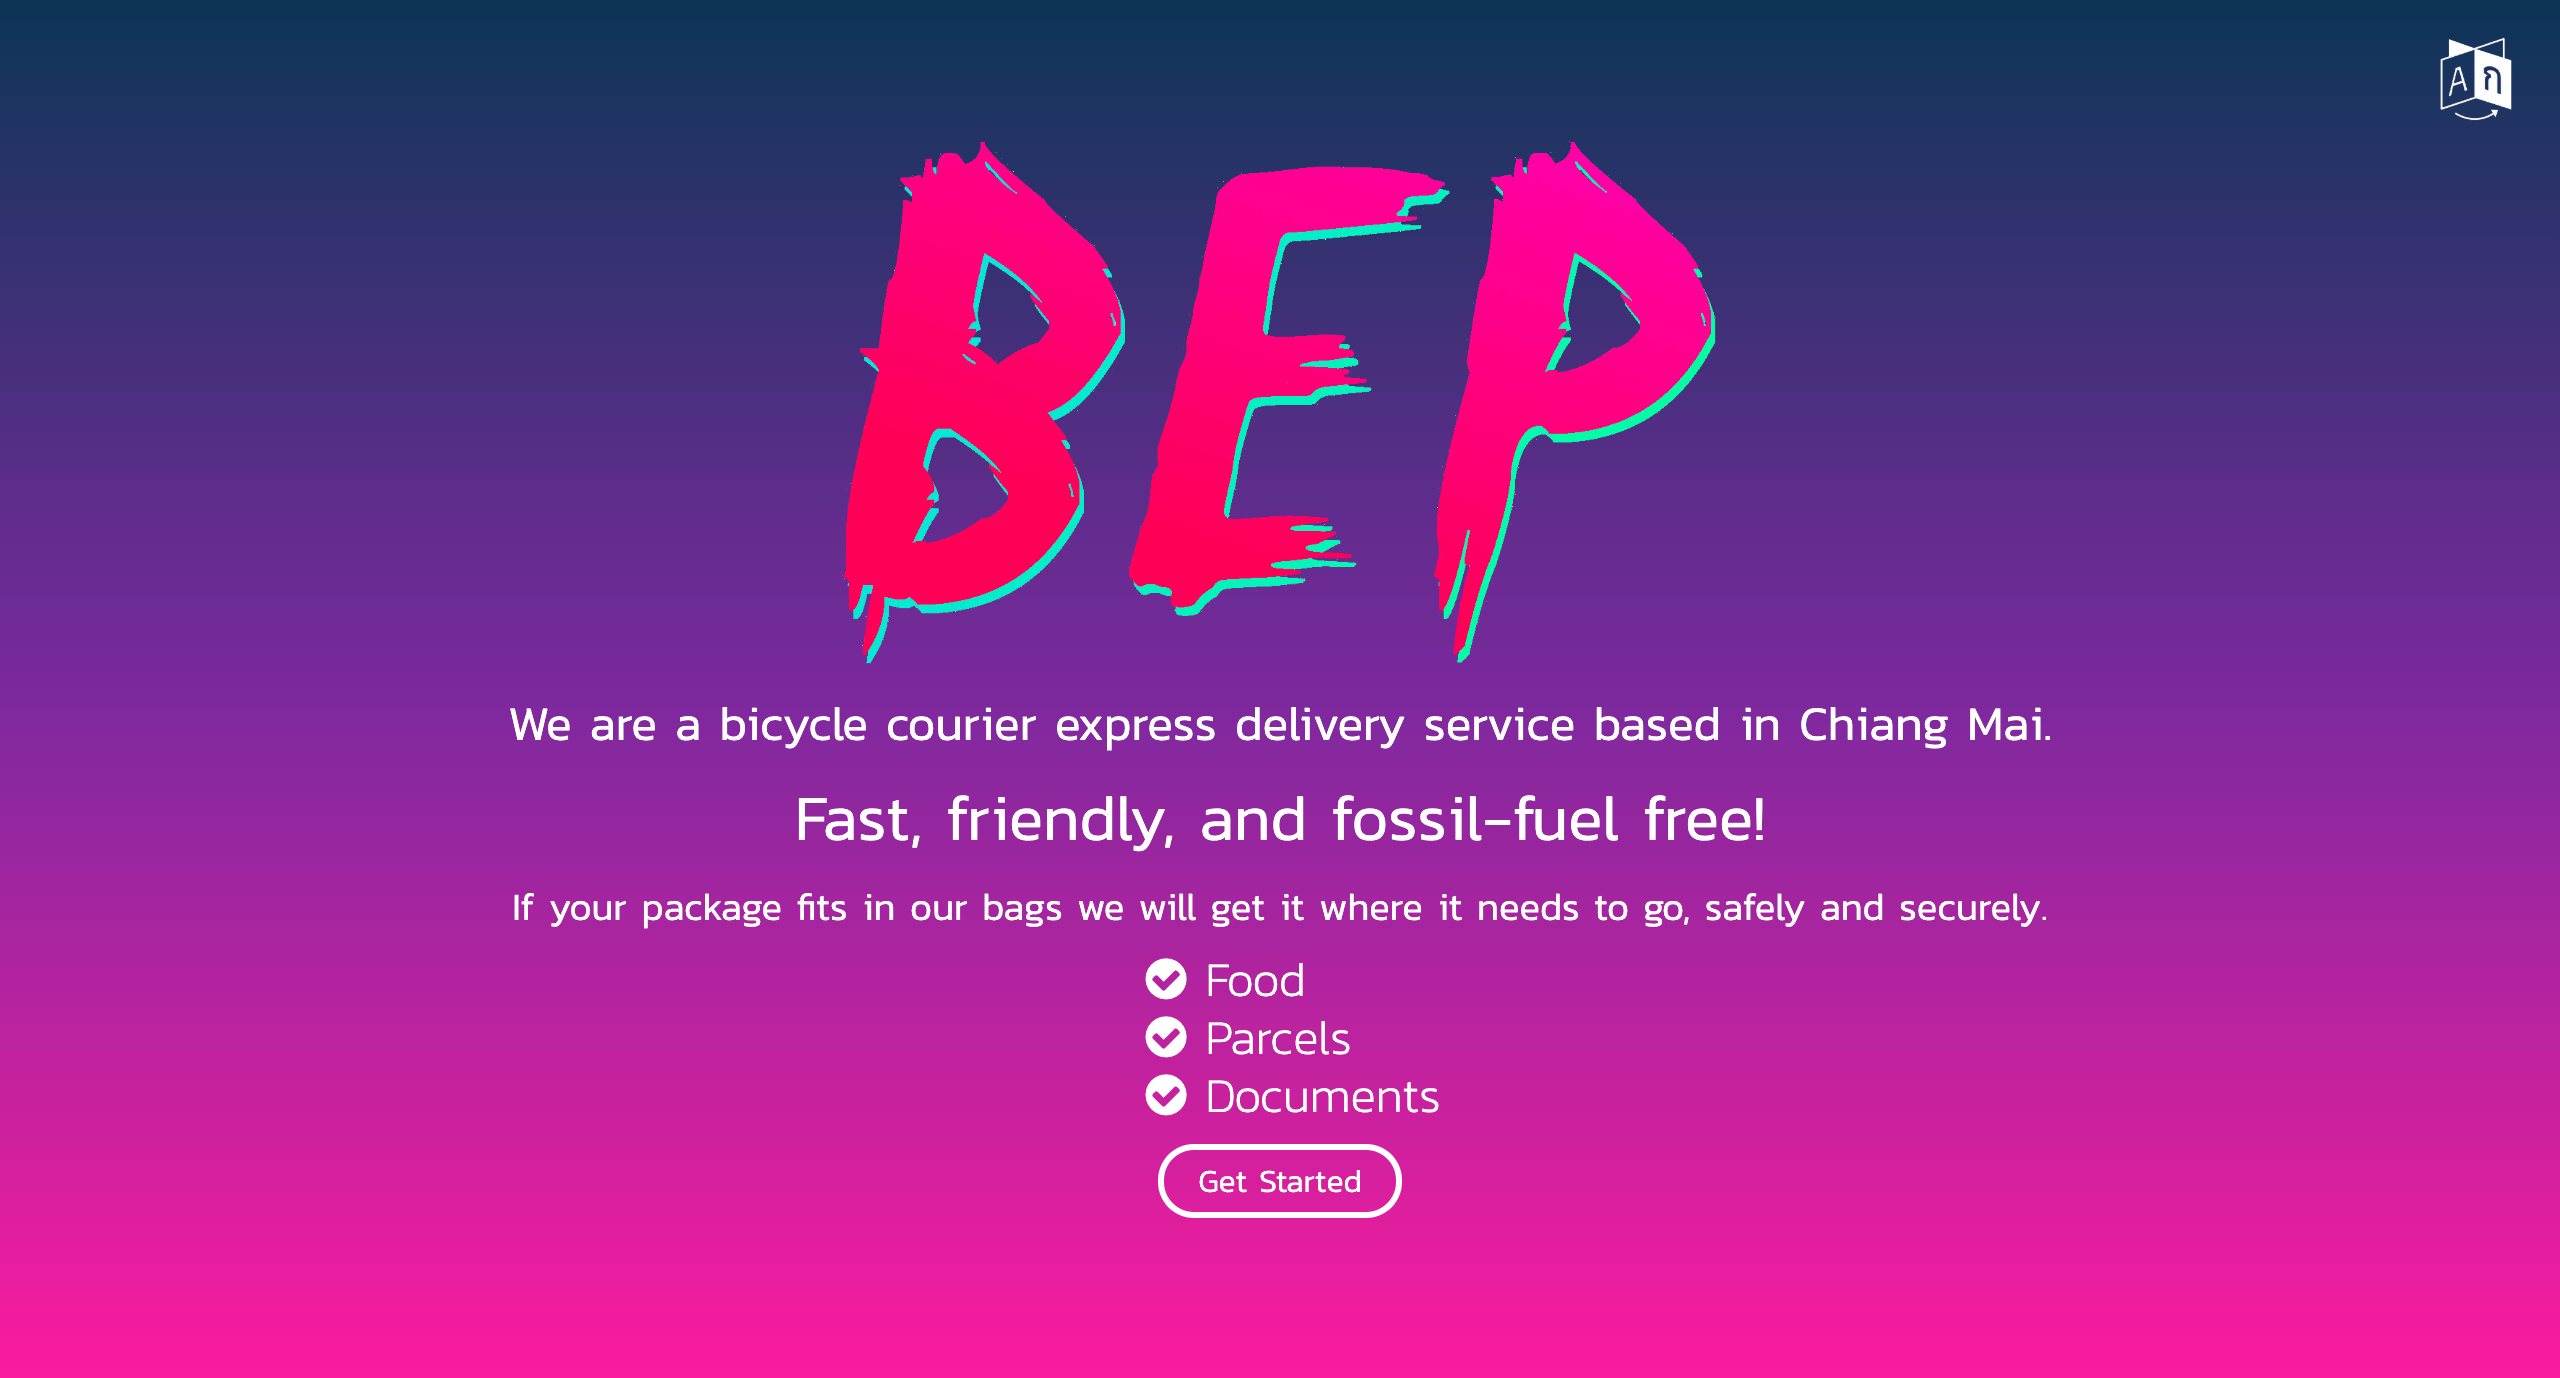 A ก
BEP
We are a bicycle courier express delivery service based in Chiang Mai.
Fast, friendly, and fossil-fuel free!
If your package fits in our bags we will get it where it needs to go, safely and securely.
Food
Parcels
Documents
Get Started